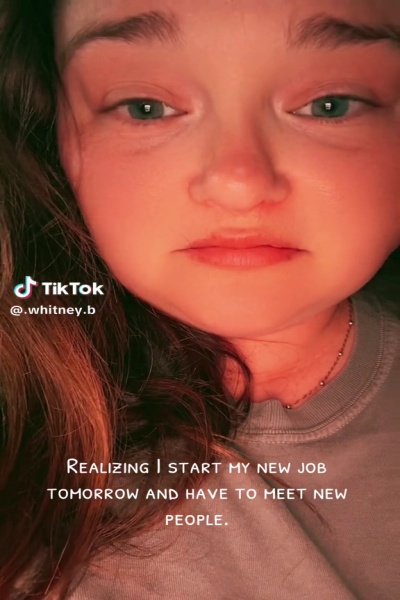 TikTok
@.whitney.b
Realizing I start my new job
tomorrow and have to meet new
people.